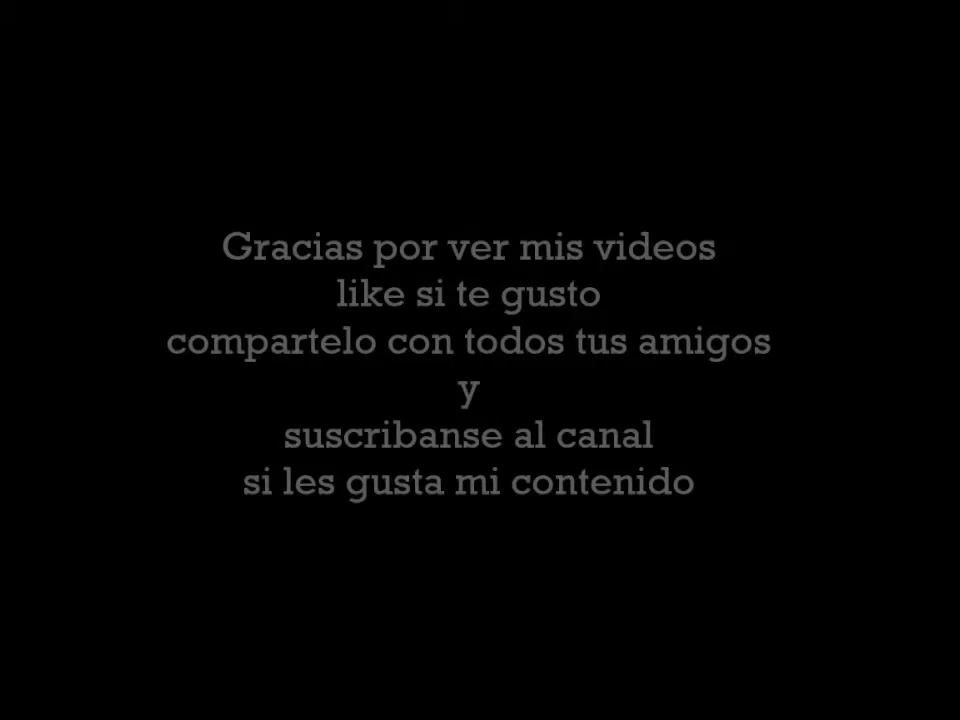 Gracias por ver mis videos
like si te gusto
compartelo con todos tus amigos
y
suscribanse al canal
si les gusta mi contenido